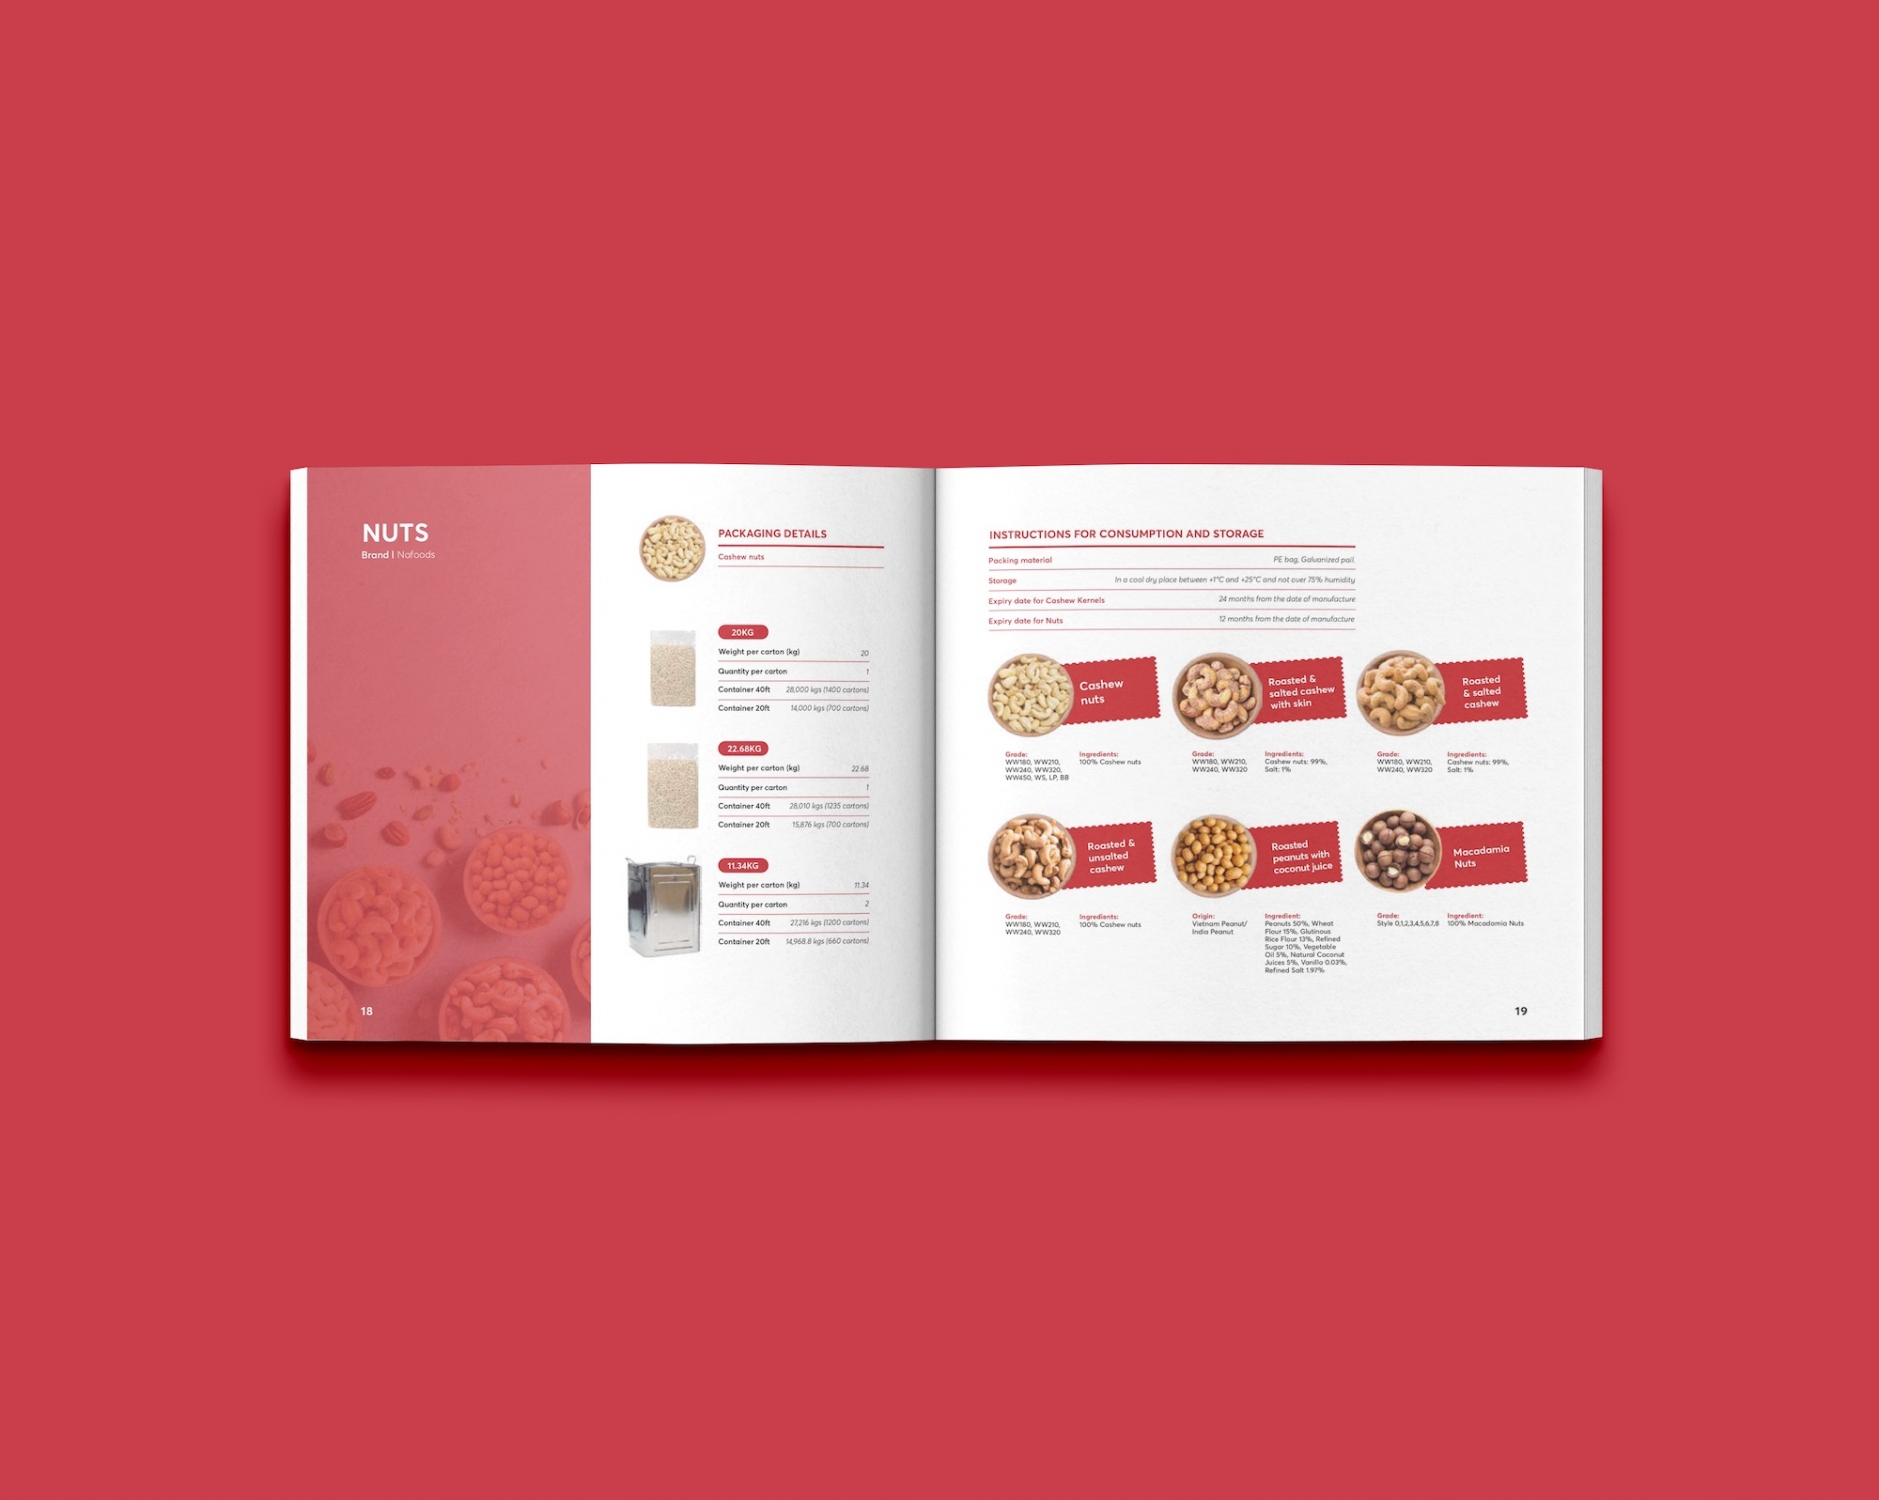 NUTS
Brand | Nafoods
18
PACKAGING DETAILS
Cashew nuts
20KG
Weight per carton (kg) 20
Quantity per carton 1
Container 40ft 28,000 kgs (1400 cartons)
Container 20ft 14,000 kgs (700 cartons)
22.68KG
Weight per carton (kg) 22.68
Quantity per carton 1
Container 40ft 28,010 kgs (1235 cartons)
Container 20ft 15,876 kgs (700 cartons)
11.34KG
Weight per carton (kg) 11.34
Quantity per carton 2
Container 40ft 27,216 kgs (1200 cartons)
Container 20ft 14,968.8 kgs (660 cartons)
INSTRUCTIONS FOR CONSUMPTION AND STORAGE
Packing material PE bag, Galvanized pail.
Storage In a cool dry place between +1°C and +25°C and not over 75% humidity
Expiry date for Cashew Kernels 24 months from the date of manufacture
Expiry date for Nuts 12 months from the date of manufacture
Cashew
nuts
Grade:
WW180, WW210,
WW240, WW320,
WW450, WS, LP, BB
Ingredients:
100% Cashew nuts
Roasted &
salted cashew
with skin
Grade:
WW180, WW210,
WW240, WW320
Ingredients:
Cashew nuts: 99%,
Salt: 1%
Roasted
& salted
cashew
Grade:
WW180, WW210,
WW240, WW320
Ingredients:
Cashew nuts: 99%,
Salt: 1%
Roasted &
unsalted
cashew
Grade:
WW180, WW210,
WW240, WW320
Ingredients:
100% Cashew nuts
Roasted
peanuts with
coconut juice
Origin:
Vietnam Peanut/
India Peanut
Ingredient:
Peanuts 50%, Wheat
Flour 15%, Glutinous
Rice Flour 13%, Refined
Sugar 10%, Vegetable
Oil 5%, Natural Coconut
Juices 5%, Vanilla 0.03%,
Refined Salt 1.97%
Macadamia
Nuts
Grade:
Style 0,1,2,3,4,5,6,7,8
Ingredient:
100% Macadamia Nuts
19